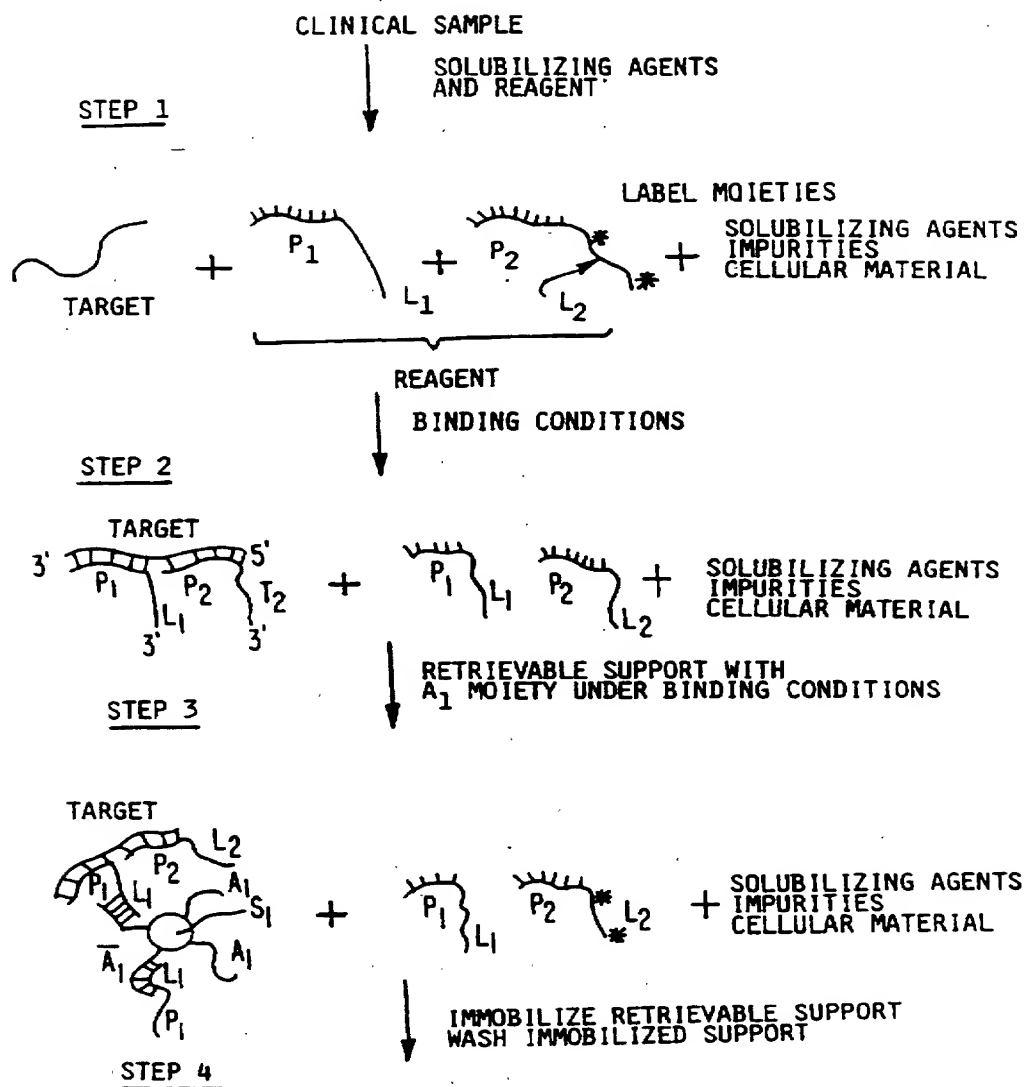 CLINICAL SAMPLE
SOLUBILIZING AGENTS
AND REAGENT
STEP 1
LABEL MOIETIES
TARGET
+
P1
L1
+
P2
*
*
L2
+
SOLUBILIZING AGENTS
IMPURITIES
CELLULAR MATERIAL
REAGENT
BINDING CONDITIONS
STEP 2
TARGET
3'
5'
P1
P2
L1
T2
3'
3'
+
P1
L1
P2
L2
+
SOLUBILIZING AGENTS
IMPURITIES
CELLULAR MATERIAL
RETRIEVABLE SUPPORT WITH
A1 MOIETY UNDER BINDING CONDITIONS
STEP 3
TARGET
L2
P2
P1
L1
A1
S1
A̅1
L1
A1
P1
+
P1
L1
P2
*
*
L2
+
SOLUBILIZING AGENTS
IMPURITIES
CELLULAR MATERIAL
IMMOBILIZE RETRIEVABLE SUPPORT
WASH IMMOBILIZED SUPPORT
STEP 4